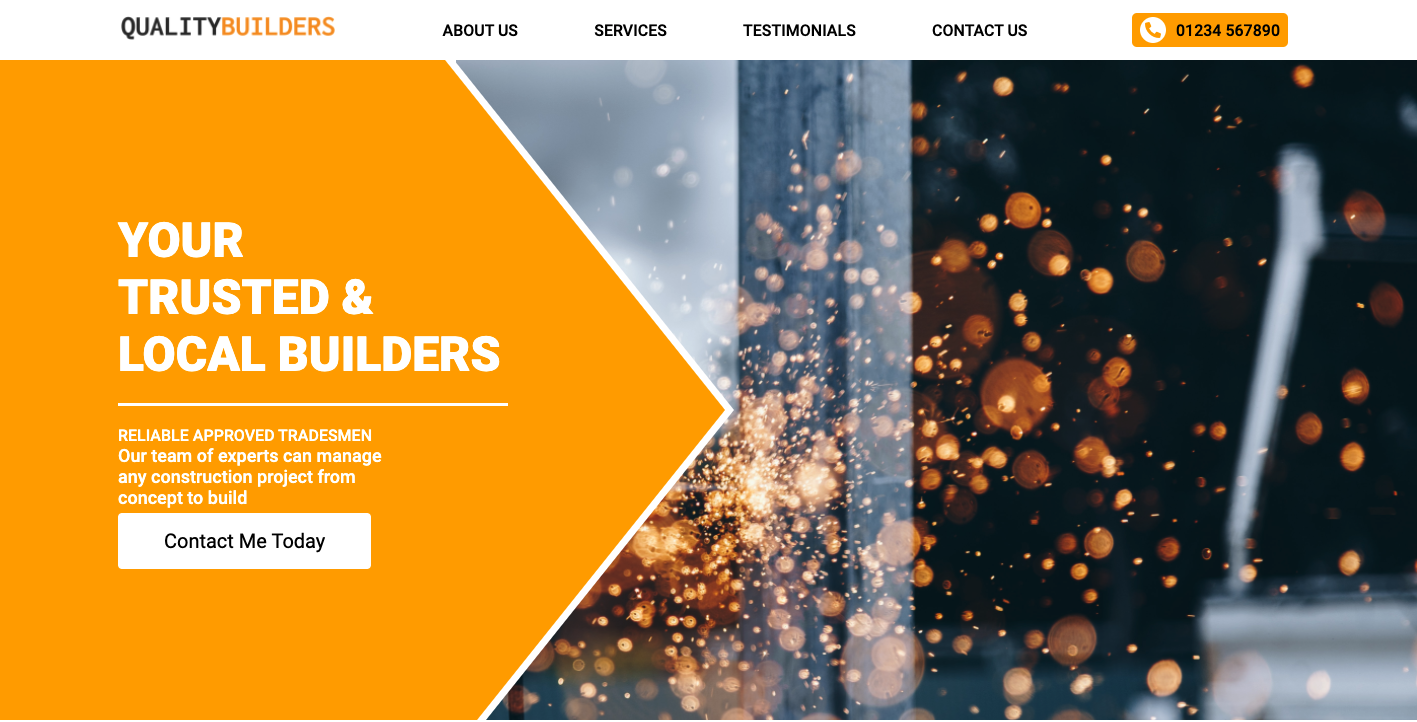 QUALITYBUILDERS
ABOUT US
SERVICES
TESTIMONIALS
CONTACT US
01234 567890
YOUR
TRUSTED &
LOCAL BUILDERS
RELIABLE APPROVED TRADESMEN
Our team of experts can manage
any construction project from
concept to build
Contact Me Today